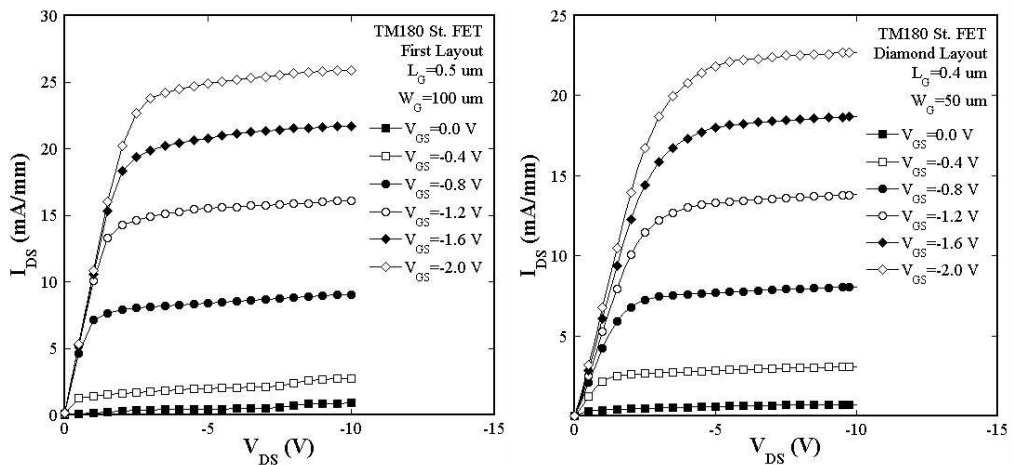 30
25
20
15
10
5
0
I_DS (mA/mm)
0
-5
-10
-15
V_DS (V)
TM180 St. FET
First Layout
L_G=0.5 um
W_G=100 um
V_GS=0.0 V
V_GS=-0.4 V
V_GS=-0.8 V
V_GS=-1.2 V
V_GS=-1.6 V
V_GS=-2.0 V
25
20
15
10
5
0
I_DS (mA/mm)
0
-5
-10
-15
V_DS (V)
TM180 St. FET
Diamond Layout
L_G=0.4 um
W_G=50 um
V_GS=0.0 V
V_GS=-0.4 V
V_GS=-0.8 V
V_GS=-1.2 V
V_GS=-1.6 V
V_GS=-2.0 V